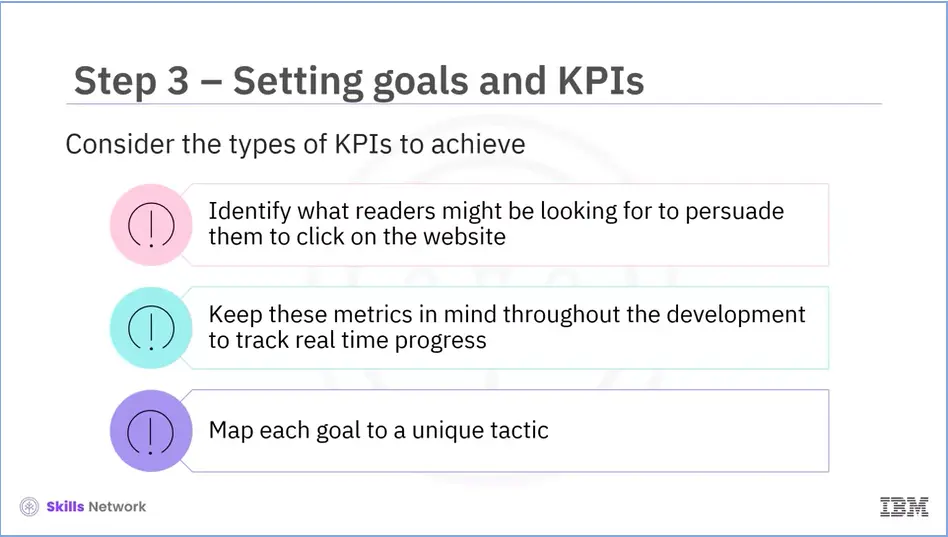 Step 3 – Setting goals and KPIs
Consider the types of KPIs to achieve
Identify what readers might be looking for to persuade
them to click on the website
Keep these metrics in mind throughout the development
to track real time progress
Map each goal to a unique tactic
Skills Network
IBM